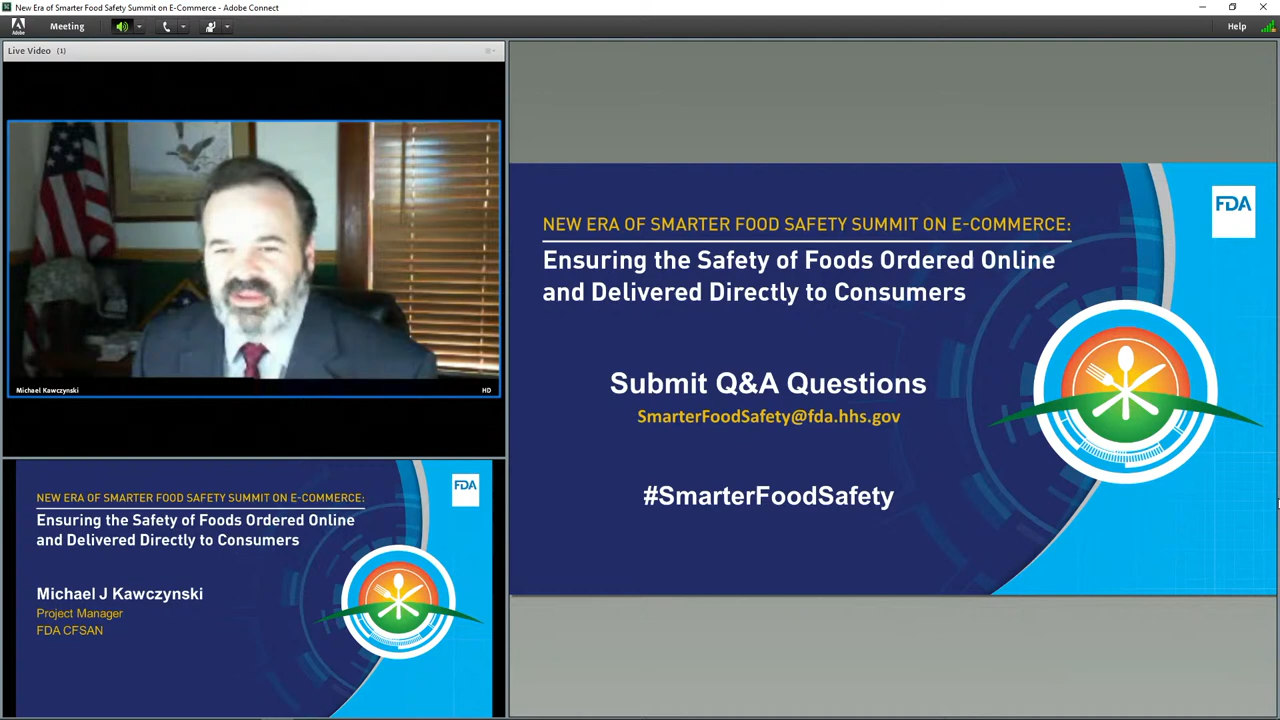 New Era of Smarter Food Safety Summit on E-Commerce - Adobe Connect
Adobe
Meeting
Help
Live Video (1)
Michael Kawczynski
HD
NEW ERA OF SMARTER FOOD SAFETY SUMMIT ON E-COMMERCE:
Ensuring the Safety of Foods Ordered Online
and Delivered Directly to Consumers
Michael J Kawczynski
Project Manager
FDA CFSAN
FDA
NEW ERA OF SMARTER FOOD SAFETY SUMMIT ON E-COMMERCE:
Ensuring the Safety of Foods Ordered Online
and Delivered Directly to Consumers
Submit Q&A Questions
SmarterFoodSafety@fda.hhs.gov
#SmarterFoodSafety
FDA